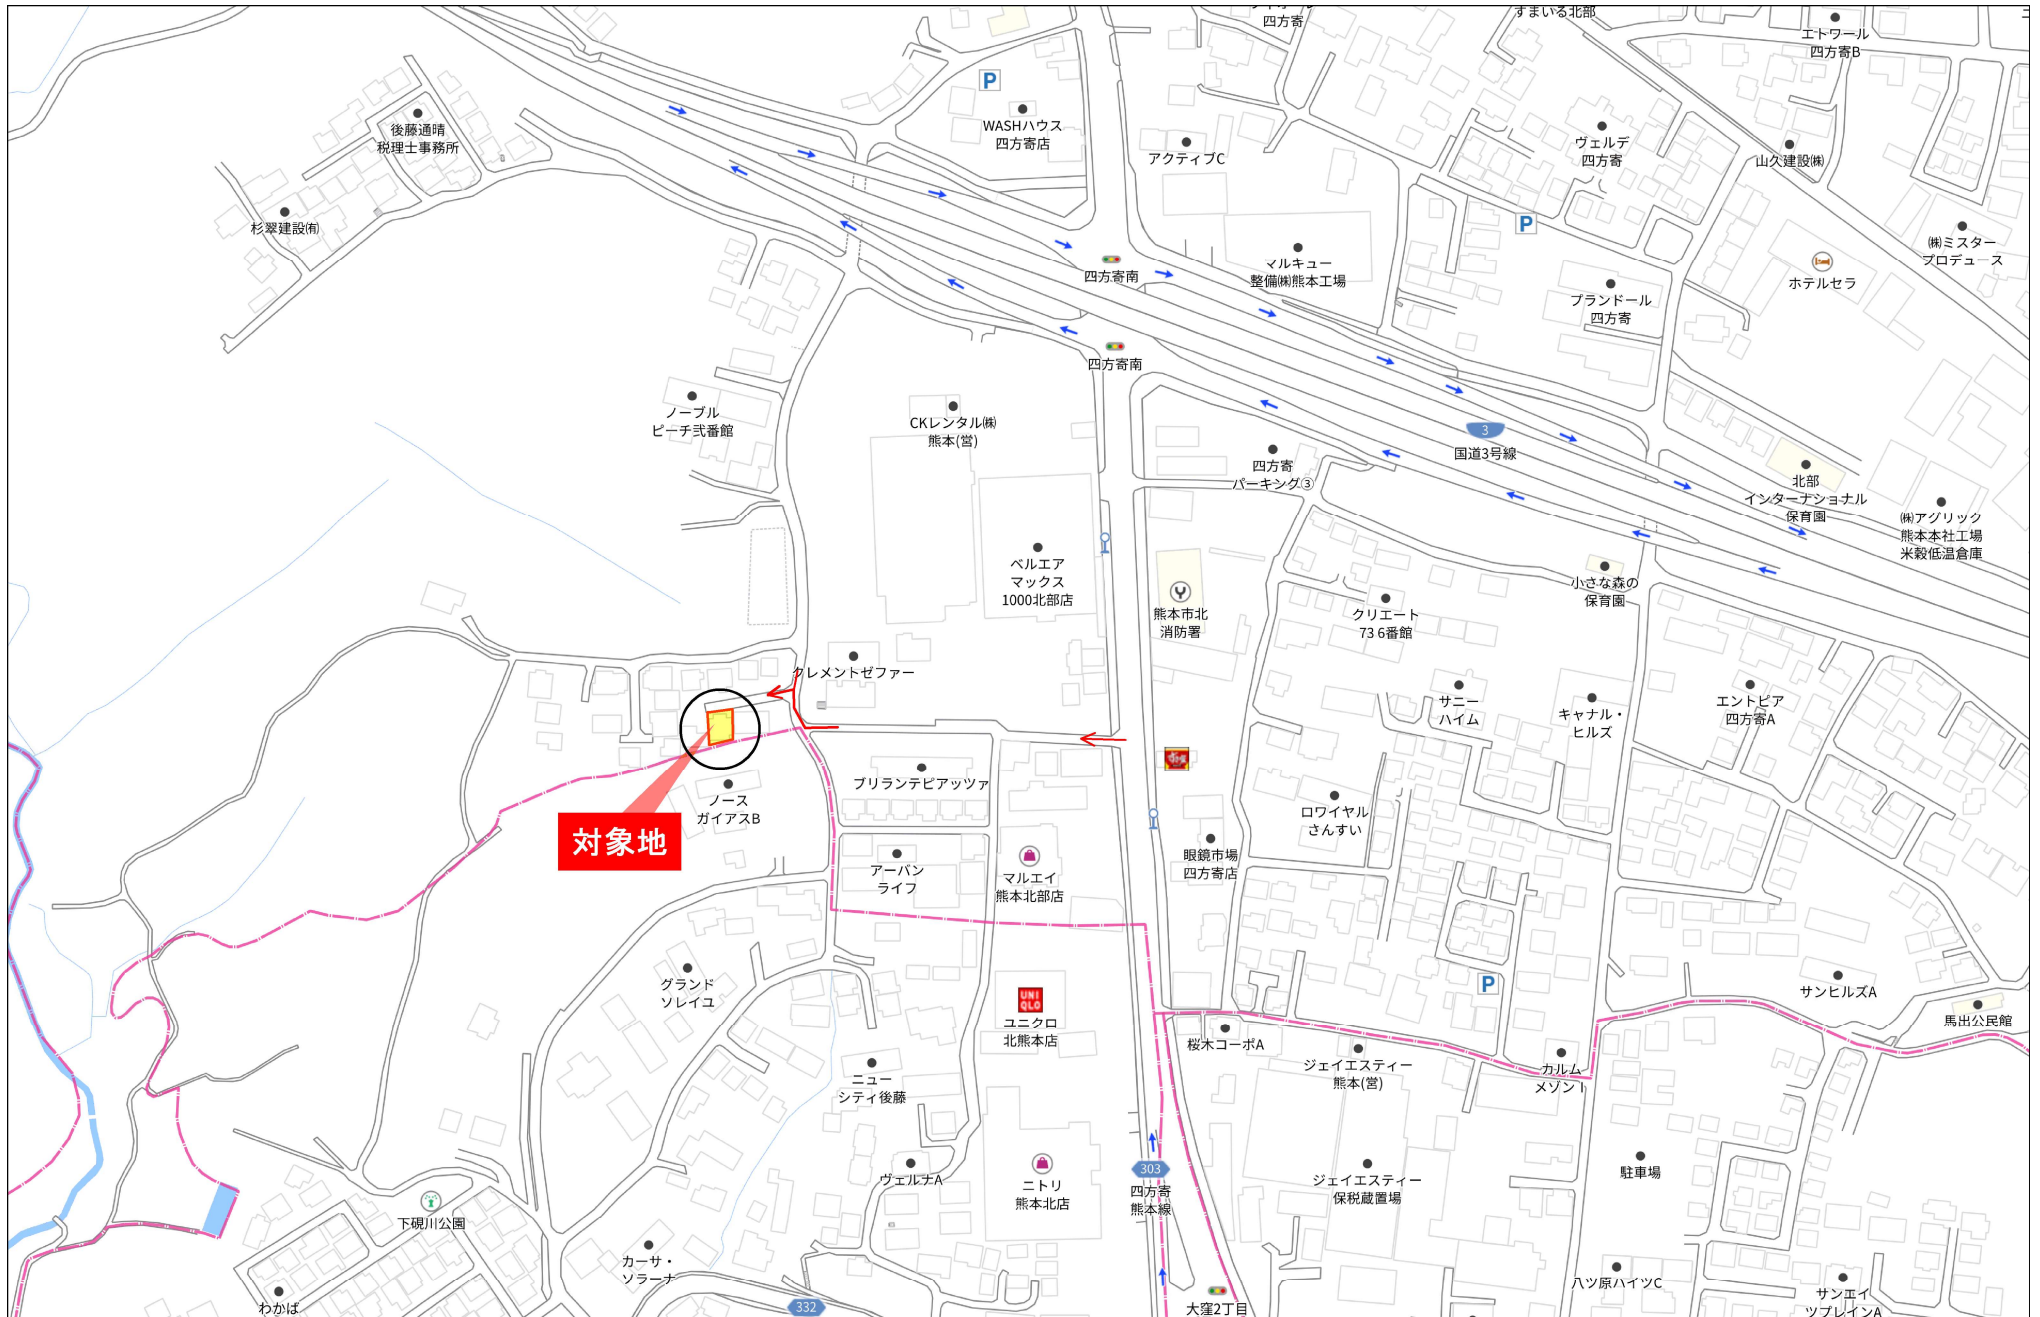 四方寄
すまいる北部
エトワール
四方寄B
P
WASHハウス
四方寄店
後藤通晴
税理士事務所
アクティブC
ヴェルデ
四方寄
山久建設㈱
杉翠建設㈲
P
㈱ミスター
プロデュース
マルキュー
整備㈱熊本工場
四方寄南
ホテルセラ
ブランドール
四方寄
四方寄南
ノーブル
ピーチ弐番館
CKレンタル㈱
熊本(営)
3
国道3号線
四方寄
パーキング③
北部
インターナショナル
保育園
㈱アグリック
熊本本社工場
米穀低温倉庫
ベルエア
マックス
1000北部店
熊本市北
消防署
クリエート
73 6番館
小さな森の
保育園
クレメントゼファー
サニー
ハイム
キャナル・
ヒルズ
エントピア
四方寄A
ブリランテピアッツァ
ノース
ガイアスB
対象地
ロワイヤル
さんすい
眼鏡市場
四方寄店
アーバン
ライフ
マルエイ
熊本北部店
グランド
ソレイユ
UNI
QLO
ユニクロ
北熊本店
P
サンヒルズA
馬出公民館
桜木コーポA
ジェイエスティー
熊本(営)
カルム
メゾンI
ニュー
シティ後藤
ヴェルナA
ニトリ
熊本北店
303
四方寄
熊本線
ジェイエスティー
保税蔵置場
駐車場
下硯川公園
カーサ・
ソラーナ
わかば
332
大窪2丁目
八ツ原ハイツC
サンエイ
ツプレインA